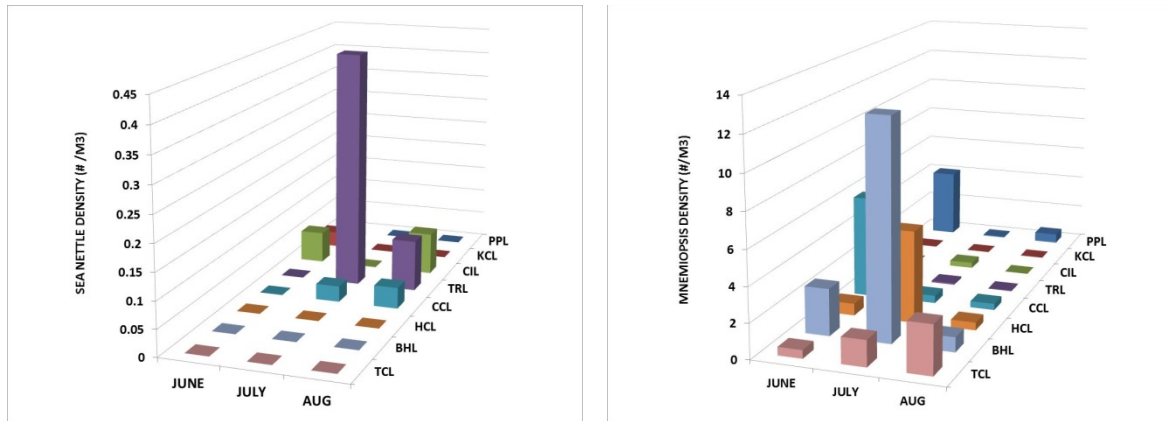 SEA NETTLE DENSITY (# /M3)
0.45
0.4
0.35
0.3
0.25
0.2
0.15
0.1
0.05
0
JUNE
JULY
AUG
PPL
KCL
CIL
TRL
CCL
HCL
BHL
TCL
MNEMIOPSIS DENSITY (#/M3)
14
12
10
8
6
4
2
0
JUNE
JULY
AUG
PPL
KCL
CIL
TRL
CCL
HCL
BHL
TCL